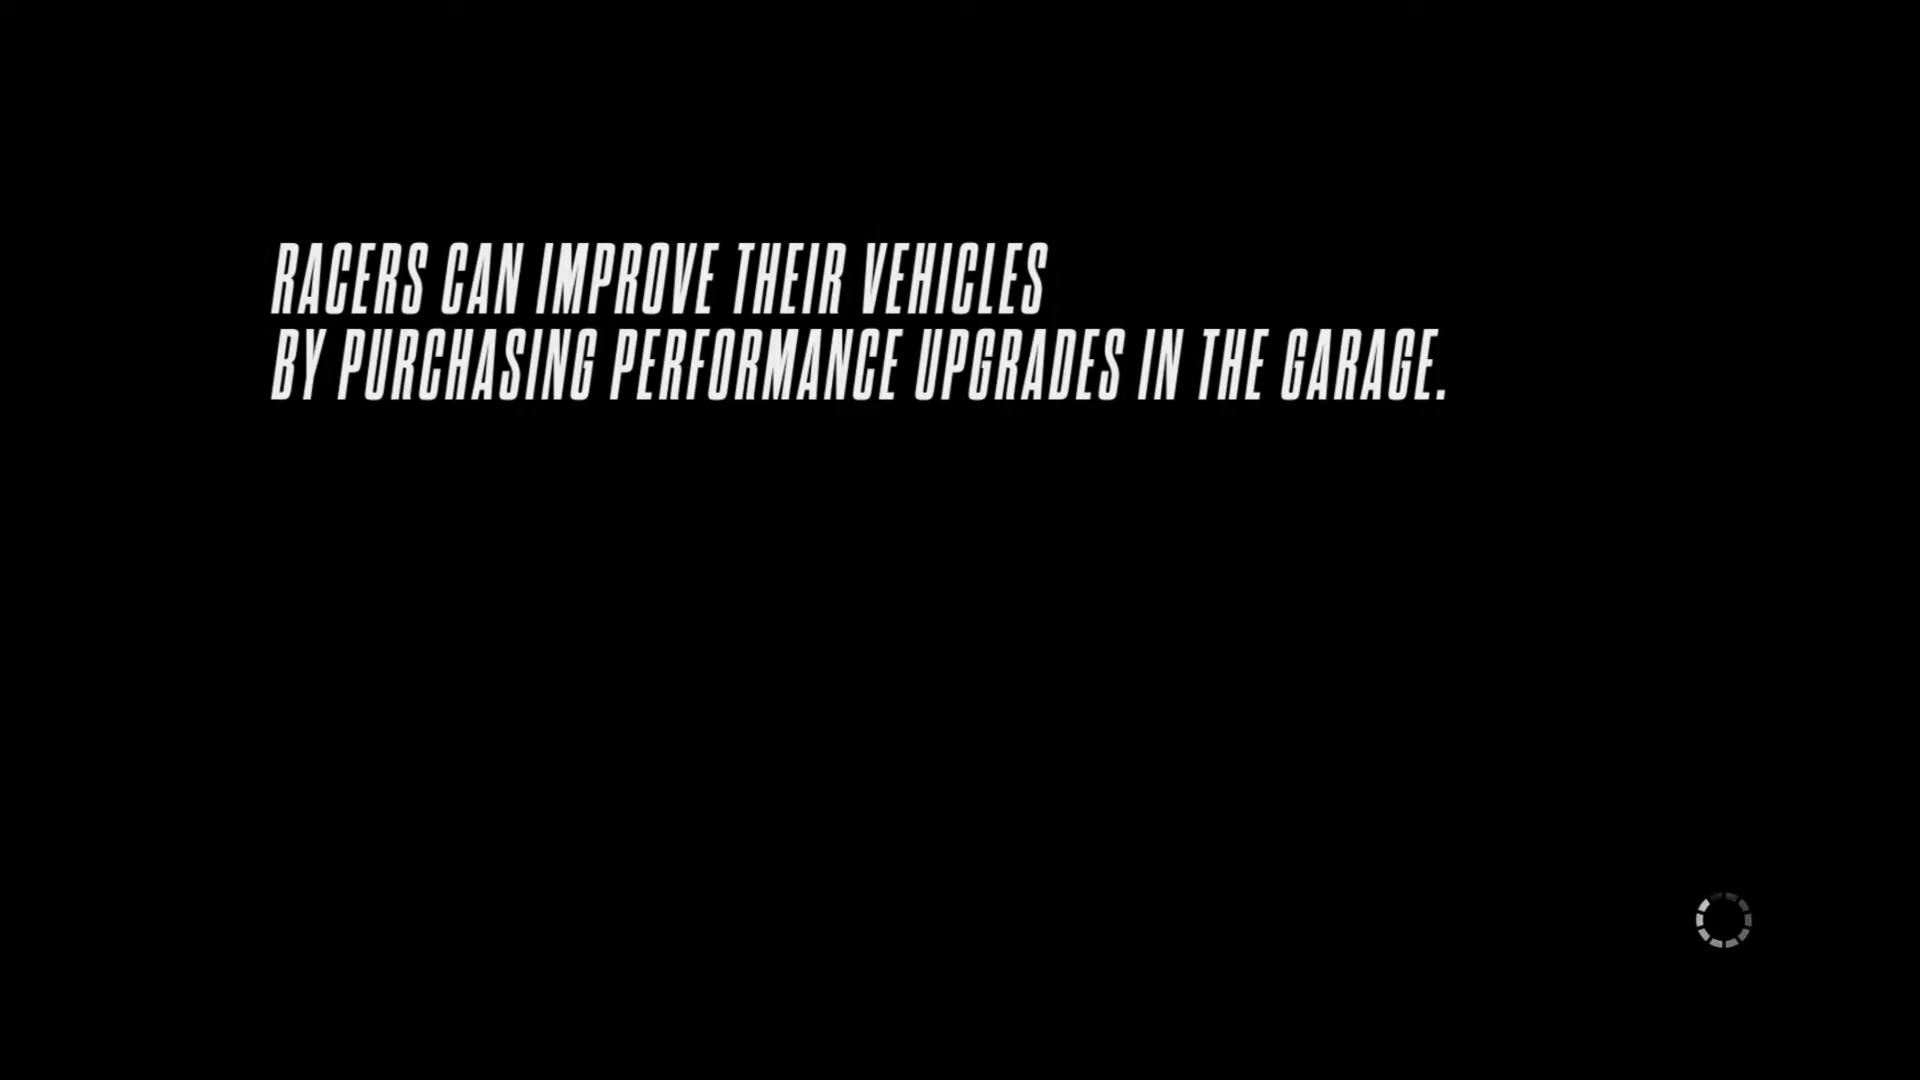 RACERS CAN IMPROVE THEIR VEHICLES
BY PURCHASING PERFORMANCE UPGRADES IN THE GARAGE.